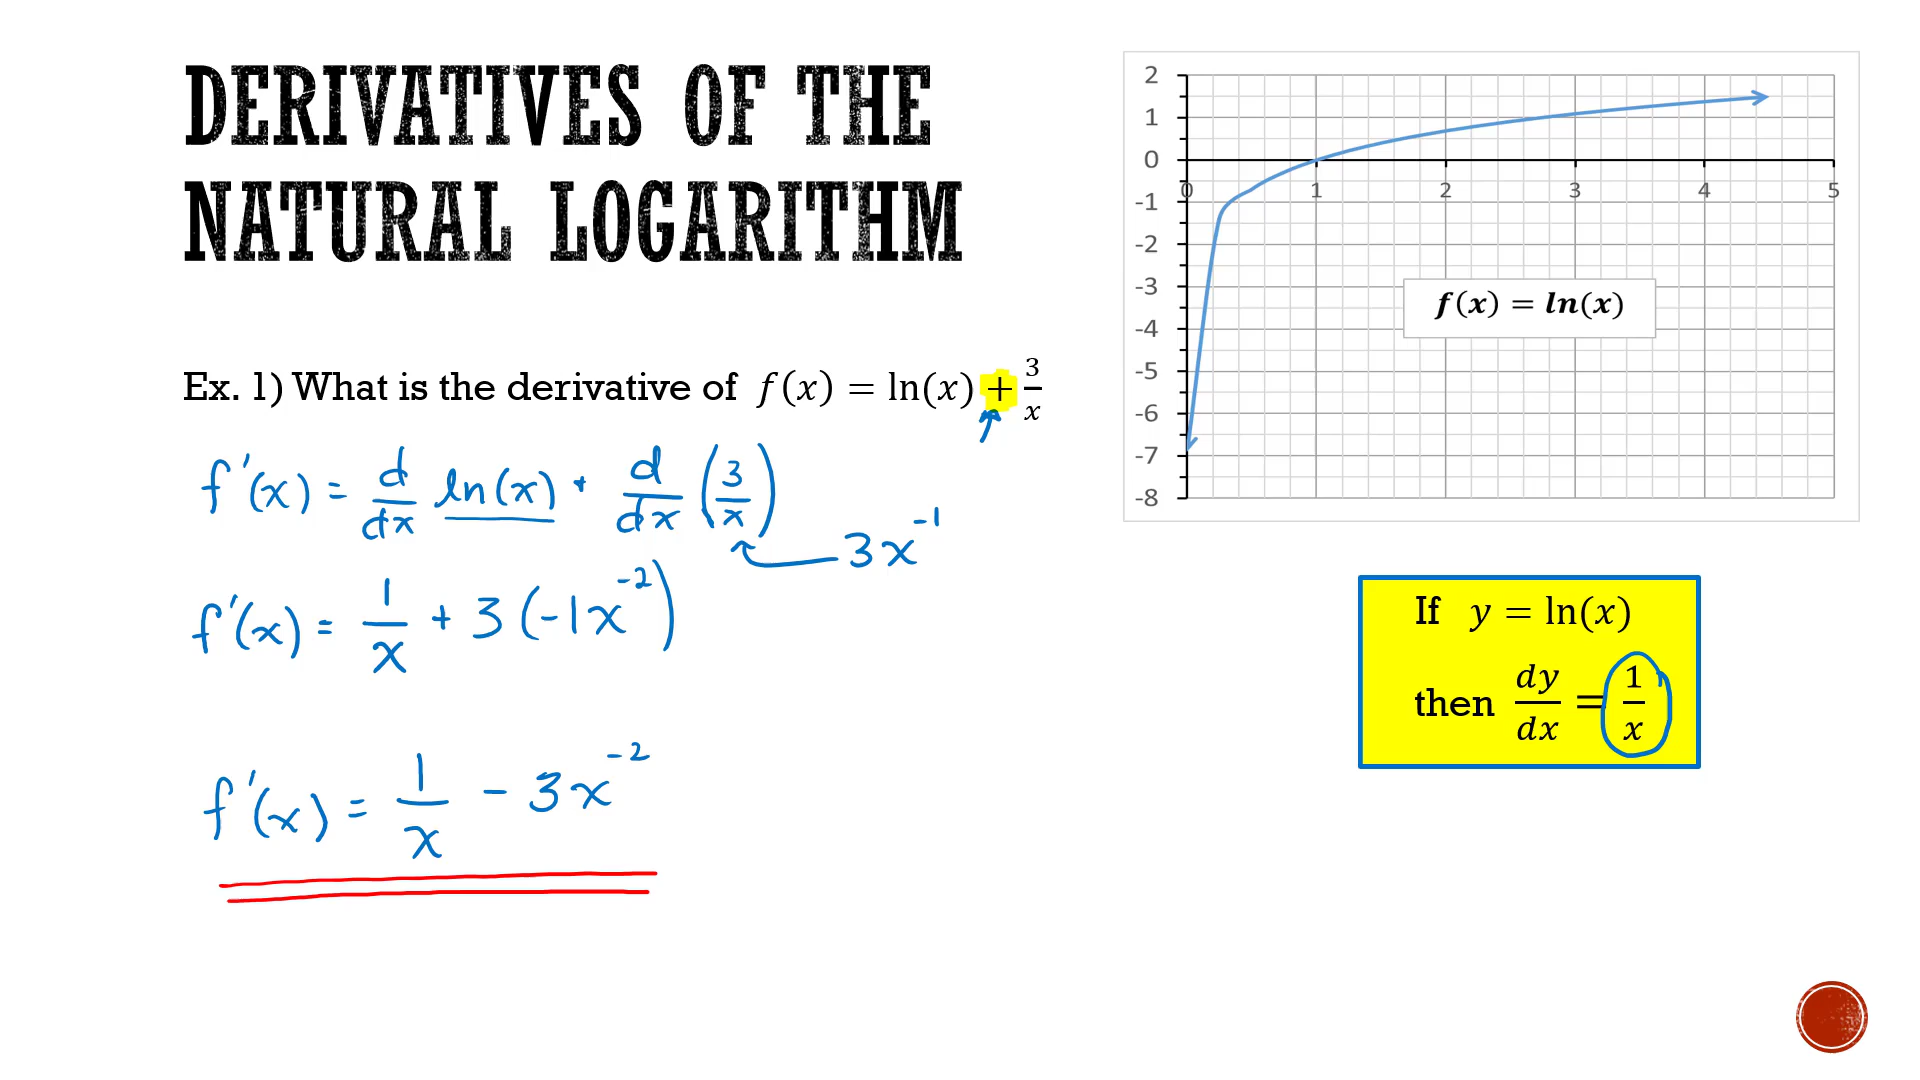 DERIVATIVES OF THE
NATURAL LOGARITHM
Ex. 1) What is the derivative of f(x) = ln(x) + 3/x
f'(x) = d/dx ln(x) + d/dx (3/x)
3x⁻¹
f'(x) = 1/x + 3(-1x⁻²)
f'(x) = 1/x - 3x⁻²
2
1
0
-1
-2
-3
-4
-5
-6
-7
-8
0 1 2 3 4 5
f(x) = ln(x)
If y = ln(x)
then dy/dx = 1/x